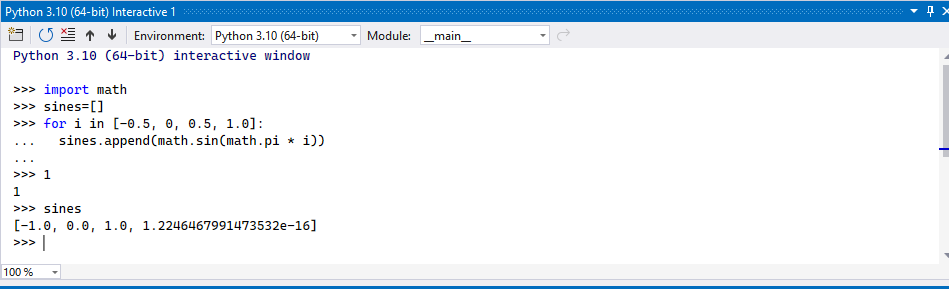 Python 3.10 (64-bit) Interactive 1
Environment: Python 3.10 (64-bit) Module: __main__
Python 3.10 (64-bit) interactive window
>>> import math
>>> sines=[]
>>> for i in [-0.5, 0, 0.5, 1.0]:
...   sines.append(math.sin(math.pi * i))
...
>>> 1
1
>>> sines
[-1.0, 0.0, 1.0, 1.2246467991473532e-16]
>>>
100 %